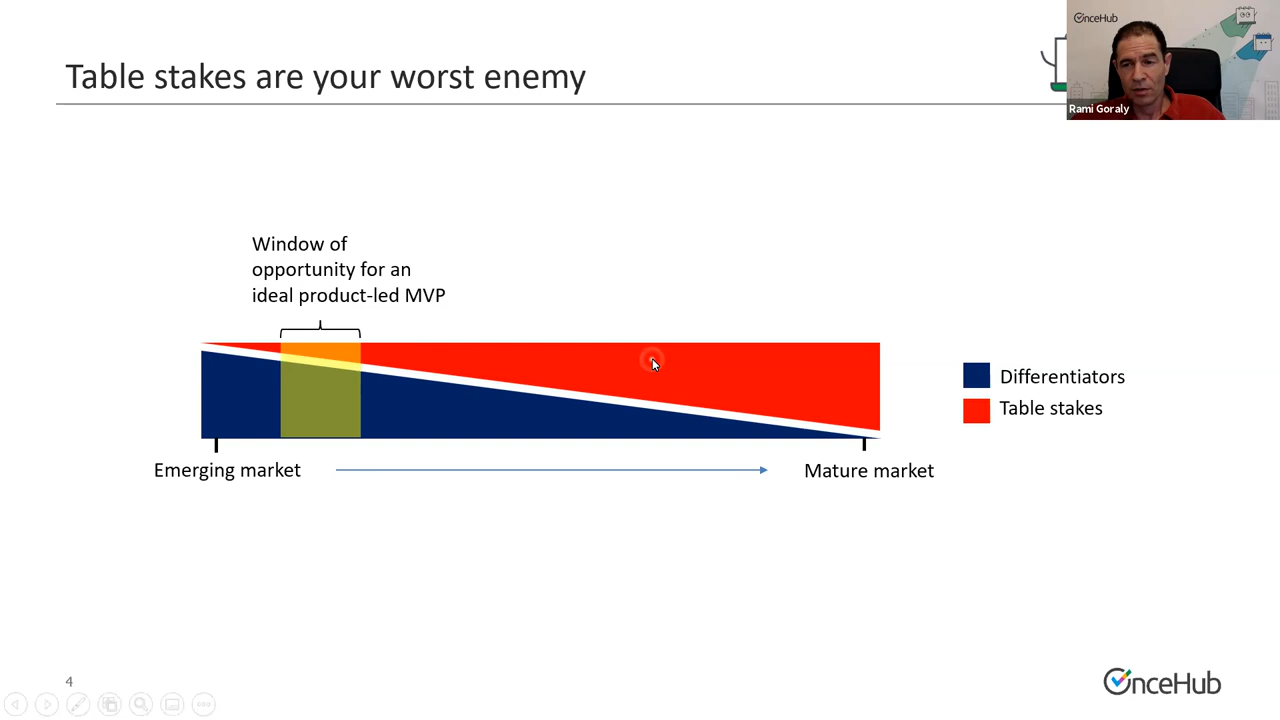 Table stakes are your worst enemy
OnceHub
Rami Goraly
Window of
opportunity for an
ideal product-led MVP
Differentiators
Table stakes
Emerging market
Mature market
4
OnceHub